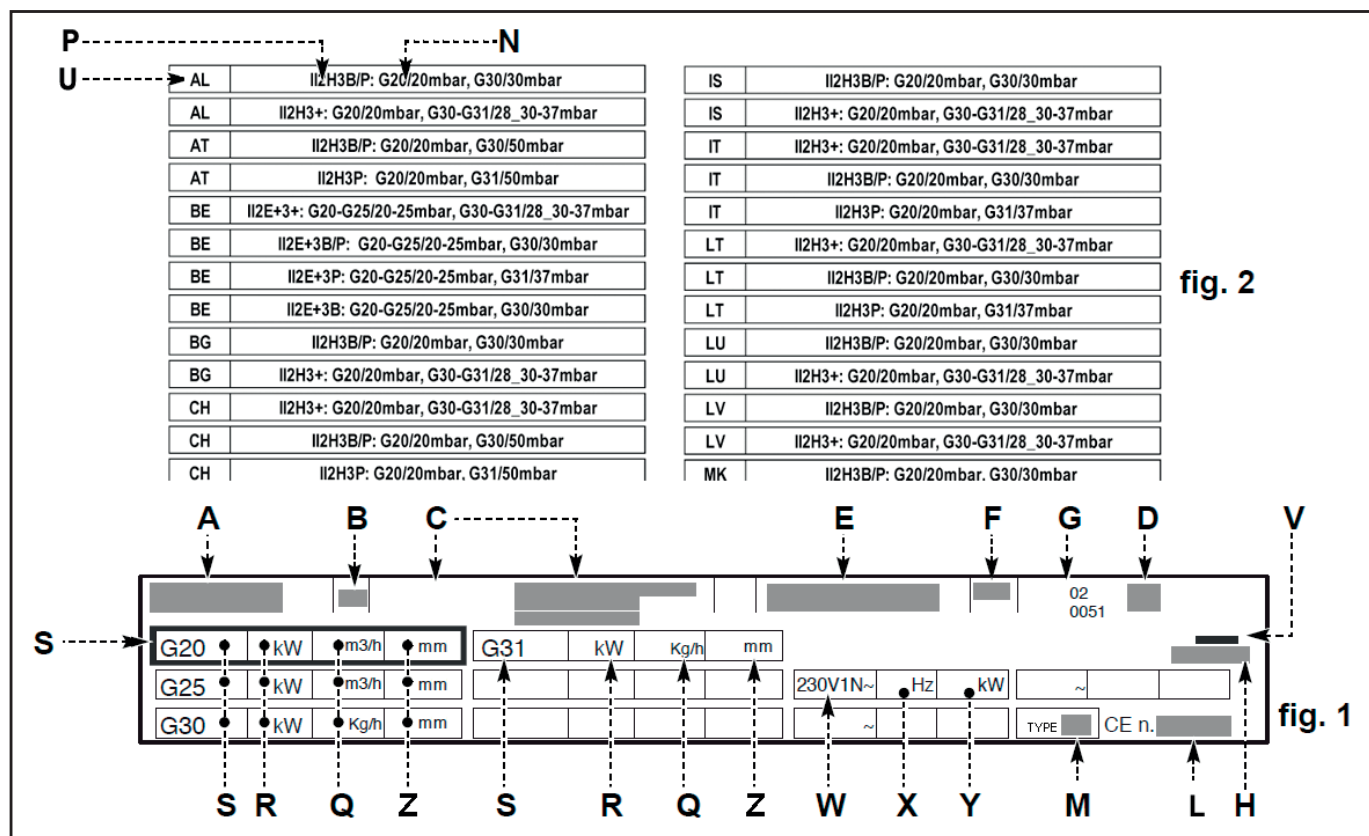 P N
U AL II2H3B/P: G20/20mbar, G30/30mbar
AL II2H3+: G20/20mbar, G30-G31/28_30-37mbar
AT II2H3B/P: G20/20mbar, G30/50mbar
AT II2H3P: G20/20mbar, G31/50mbar
BE II2E+3+: G20-G25/20-25mbar, G30-G31/28_30-37mbar
BE II2E+3B/P: G20-G25/20-25mbar, G30/30mbar
BE II2E+3P: G20-G25/20-25mbar, G31/37mbar
BE II2E+3B: G20-G25/20-25mbar, G30/30mbar
BG II2H3B/P: G20/20mbar, G30/30mbar
BG II2H3+: G20/20mbar, G30-G31/28_30-37mbar
CH II2H3+: G20/20mbar, G30-G31/28_30-37mbar
CH II2H3B/P: G20/20mbar, G30/50mbar
CH II2H3P: G20/20mbar, G31/50mbar
IS II2H3B/P: G20/20mbar, G30/30mbar
IS II2H3+: G20/20mbar, G30-G31/28_30-37mbar
IT II2H3+: G20/20mbar, G30-G31/28_30-37mbar
IT II2H3B/P: G20/20mbar, G30/30mbar
IT II2H3P: G20/20mbar, G31/37mbar
LT II2H3+: G20/20mbar, G30-G31/28_30-37mbar
LT II2H3B/P: G20/20mbar, G30/30mbar
LT II2H3P: G20/20mbar, G31/37mbar
LU II2H3B/P: G20/20mbar, G30/30mbar
LU II2H3+: G20/20mbar, G30-G31/28_30-37mbar
LV II2H3B/P: G20/20mbar, G30/30mbar
LV II2H3+: G20/20mbar, G30-G31/28_30-37mbar
MK II2H3B/P: G20/20mbar, G30/30mbar
fig. 2
A B C E F G D V
02
0051
S G20 kW m3/h mm G31 kW Kg/h mm
G25 kW m3/h mm 230V1N~ Hz kW ~
G30 kW Kg/h mm ~ TYPE CE n.
fig. 1
S R Q Z S R Q Z W X Y M L H